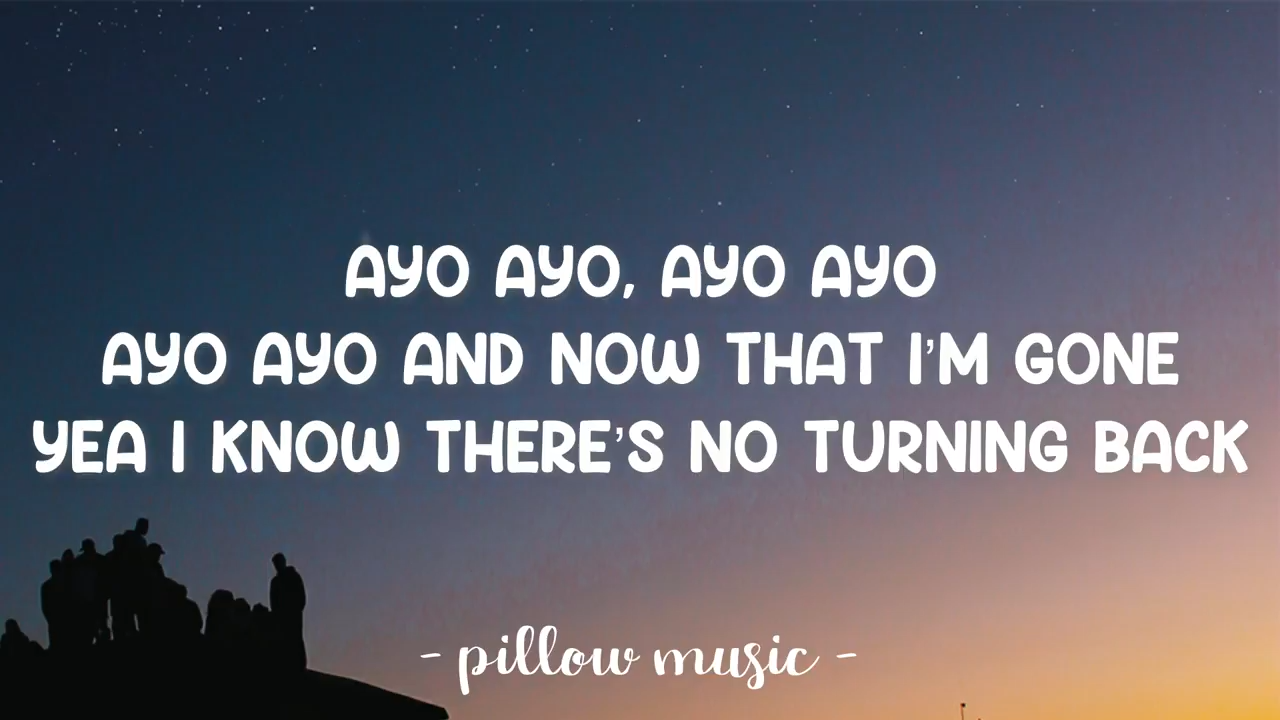 AYO AYO, AYO AYO
AYO AYO AND NOW THAT I'M GONE
YEA I KNOW THERE'S NO TURNING BACK
- pillow music -